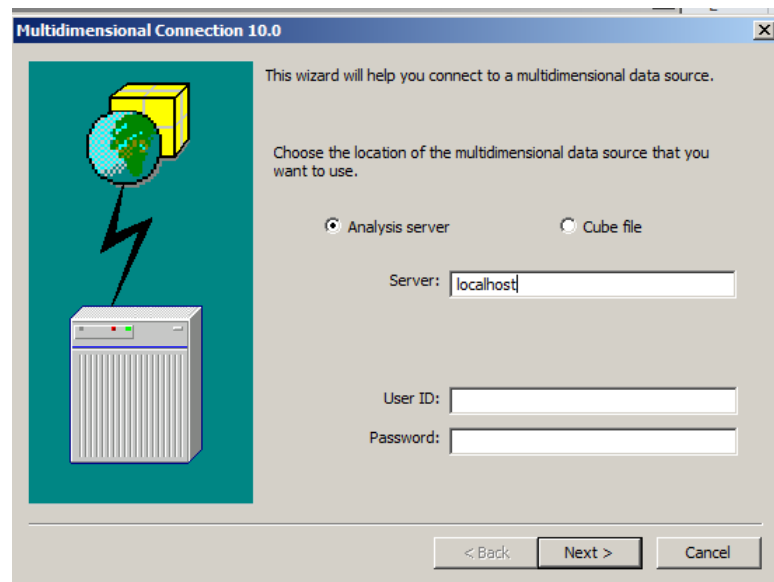 Multidimensional Connection 10.0
This wizard will help you connect to a multidimensional data source.
Choose the location of the multidimensional data source that you
want to use.
Analysis server
Cube file
Server: localhost
User ID:
Password:
< Back
Next >
Cancel